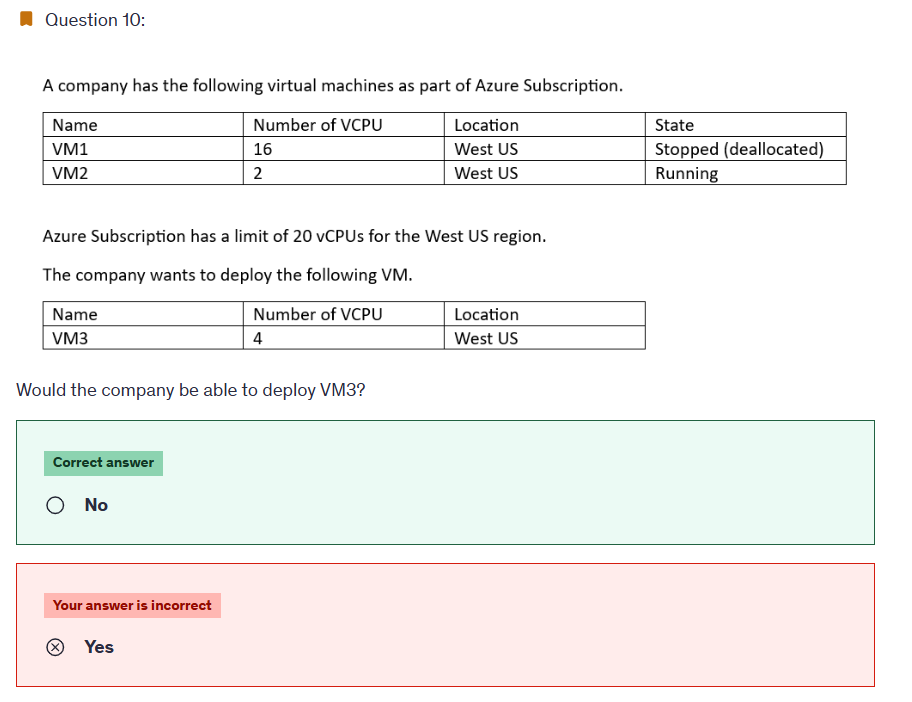 Question 10:
A company has the following virtual machines as part of Azure Subscription.
Name Number of VCPU Location State
VM1 16 West US Stopped (deallocated)
VM2 2 West US Running
Azure Subscription has a limit of 20 vCPUs for the West US region.
The company wants to deploy the following VM.
Name Number of VCPU Location
VM3 4 West US
Would the company be able to deploy VM3?
Correct answer
No
Your answer is incorrect
Yes